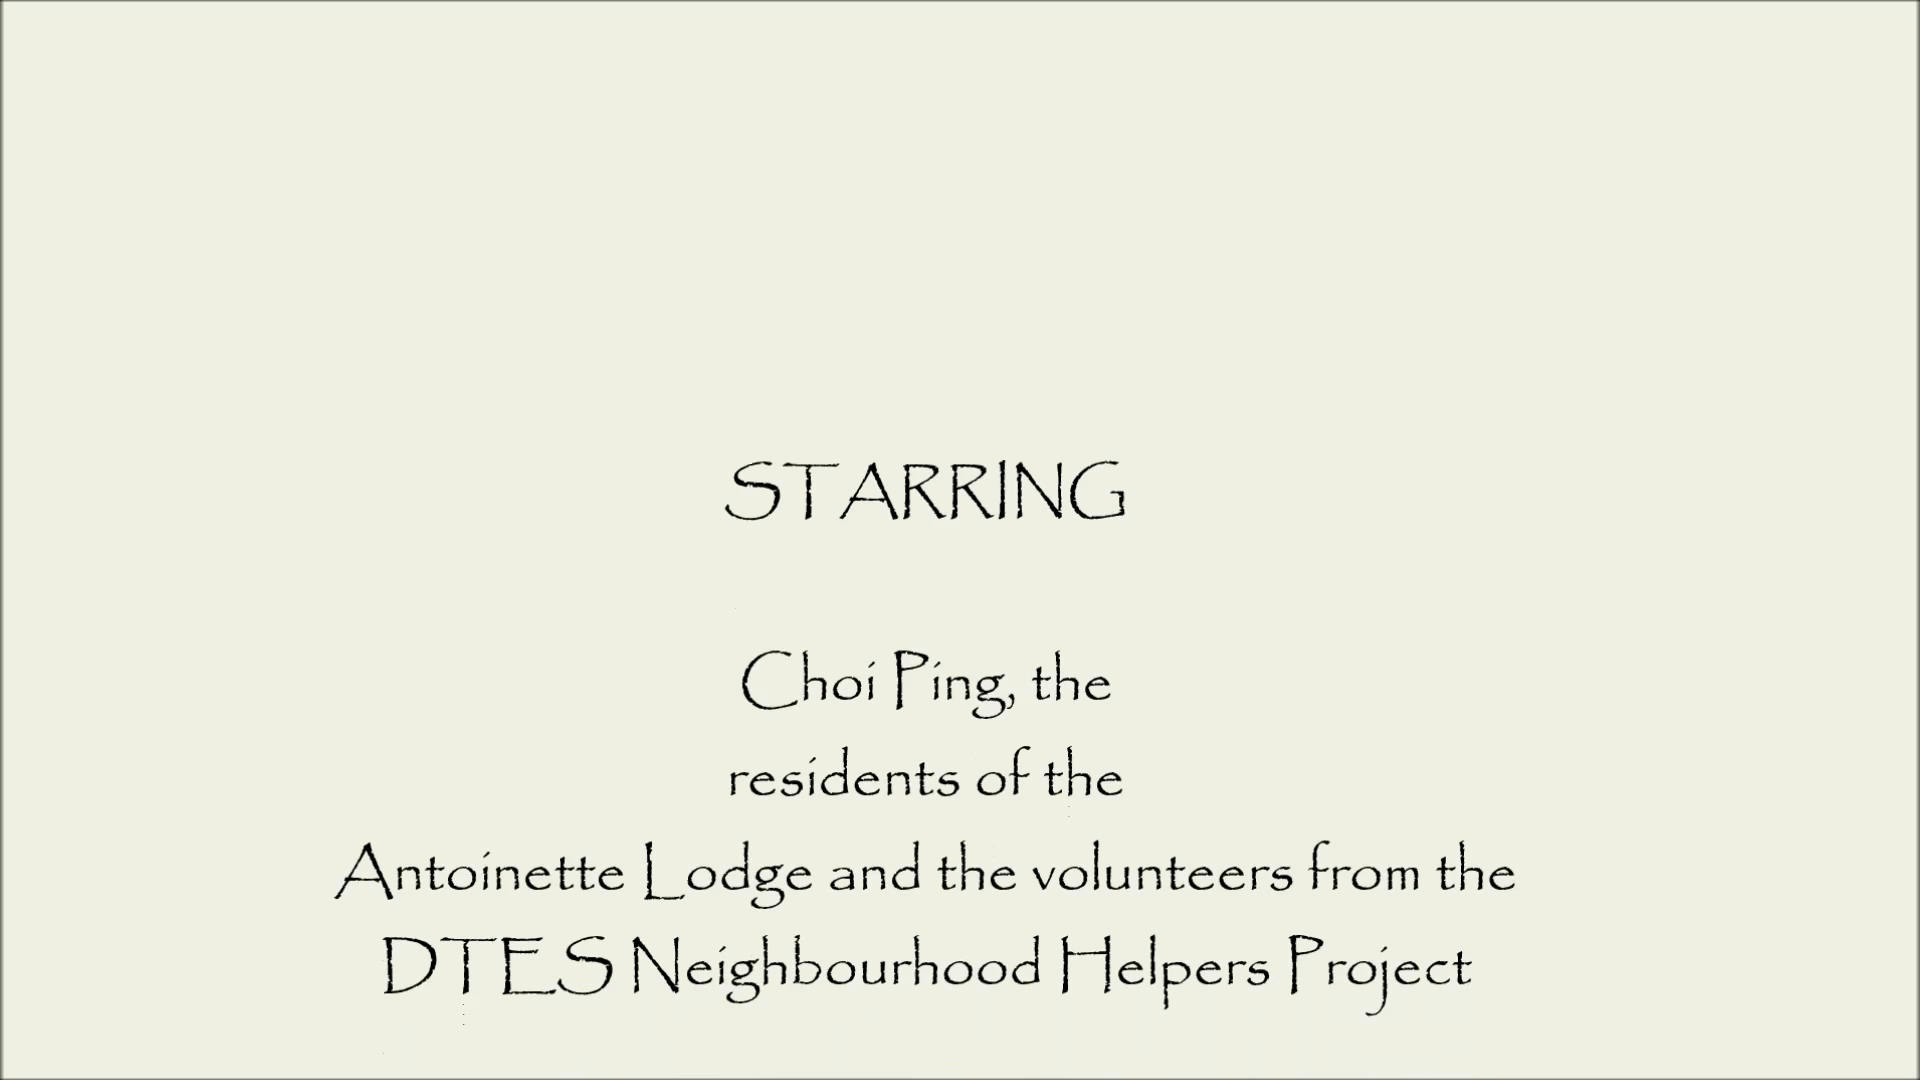 STARRING
Choi Ping, the
residents of the
Antoinette Lodge and the volunteers from the
DTES Neighbourhood Helpers Project